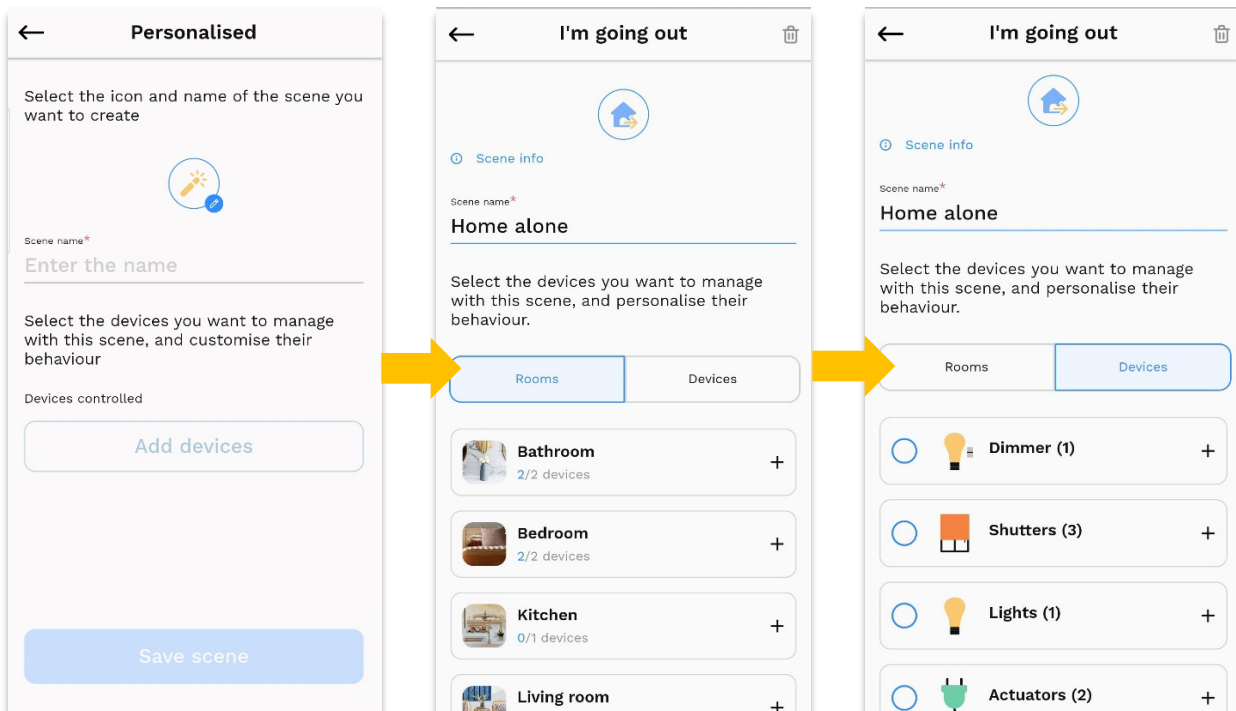 Personalised
Select the icon and name of the scene you
want to create
Scene name*
Enter the name
Select the devices you want to manage
with this scene, and customise their
behaviour
Devices controlled
Add devices
Save scene
I'm going out
Scene info
Scene name*
Home alone
Select the devices you want to manage
with this scene, and personalise their
behaviour.
Rooms
Devices
Bathroom
2/2 devices
Bedroom
2/2 devices
Kitchen
0/1 devices
Living room
I'm going out
Scene info
Scene name*
Home alone
Select the devices you want to manage
with this scene, and personalise their
behaviour.
Rooms
Devices
Dimmer (1)
Shutters (3)
Lights (1)
Actuators (2)